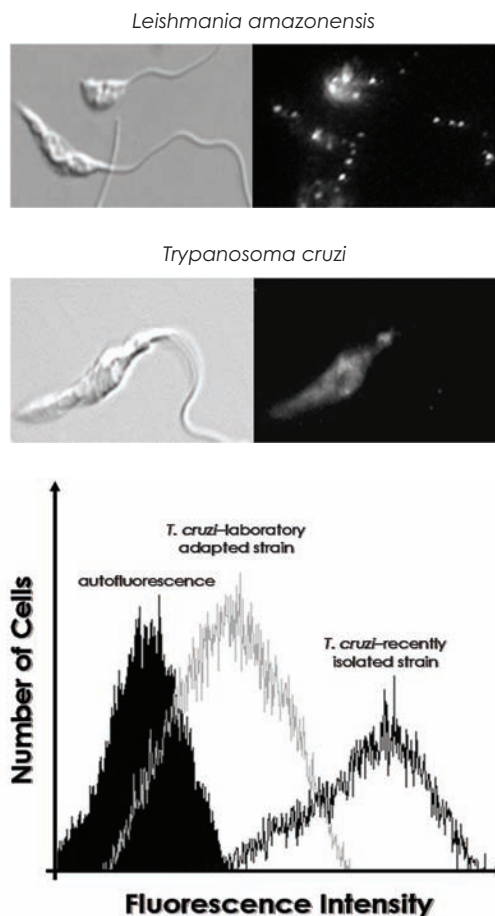 Leishmania amazonensis
Trypanosoma cruzi
T. cruzi–laboratory
adapted strain
autofluorescence
T. cruzi–recently
isolated strain
Number of Cells
Fluorescence Intensity